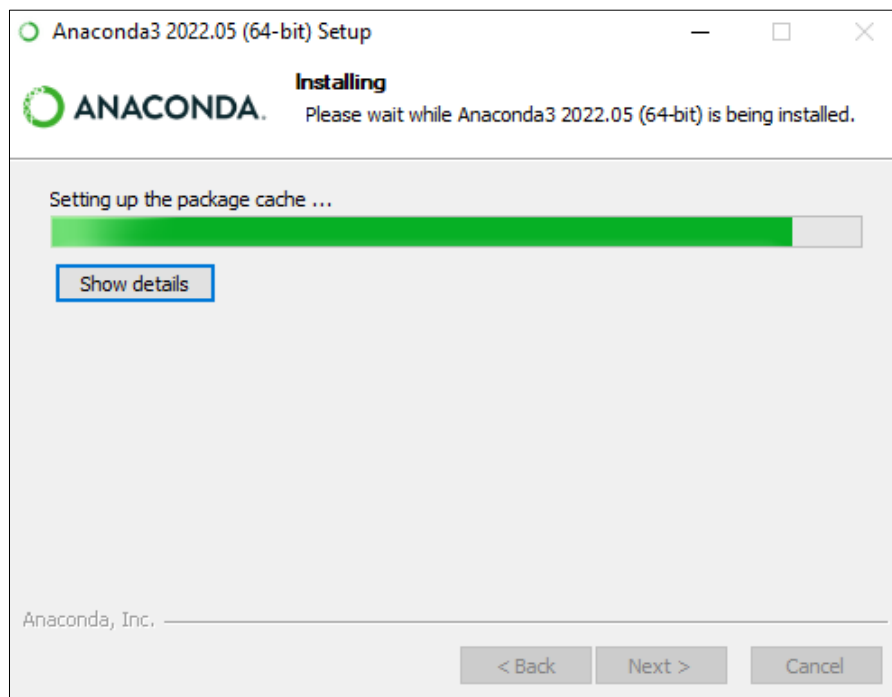 Anaconda3 2022.05 (64-bit) Setup
ANACONDA.
Installing
Please wait while Anaconda3 2022.05 (64-bit) is being installed.
Setting up the package cache ...
Show details
Anaconda, Inc.
< Back
Next >
Cancel